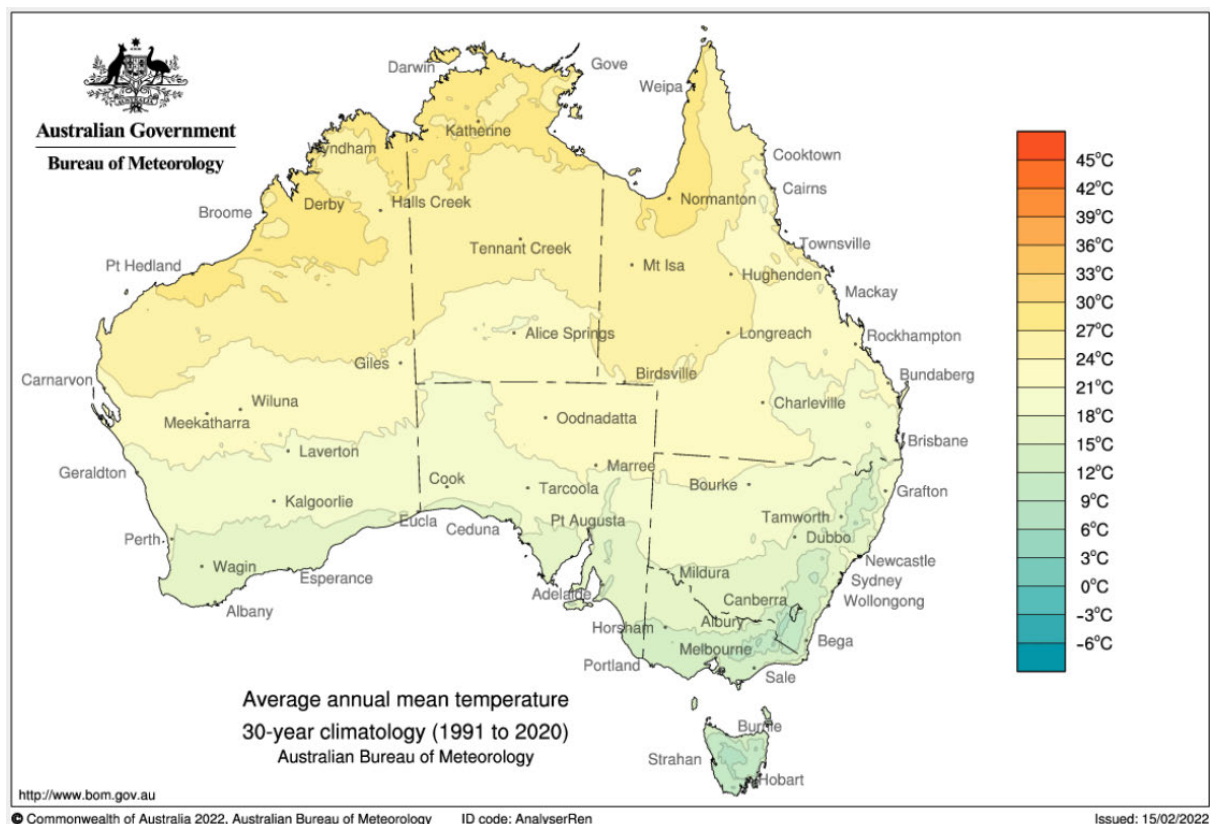 Australian Government
Bureau of Meteorology
Darwin
Gove
Weipa
Katherine
Wyndham
Cooktown
Cairns
Derby
Halls Creek
Broome
Normanton
Townsville
Tennant Creek
Mt Isa
Pt Hedland
Hughenden
Mackay
Alice Springs
Longreach
Rockhampton
Giles
Birdsville
Carnarvon
Bundaberg
Wiluna
Charleville
Meekatharra
Oodnadatta
Brisbane
Laverton
Marree
Geraldton
Cook
Tarcoola
Bourke
Grafton
Kalgoorlie
Eucla
Ceduna
Pt Augusta
Tamworth
Perth
Dubbo
Wagin
Esperance
Mildura
Newcastle
Sydney
Adelaide
Canberra
Wollongong
Albany
Horsham
Albury
Bega
Melbourne
Portland
Sale
Burnie
Strahan
Hobart
45°C
42°C
39°C
36°C
33°C
30°C
27°C
24°C
21°C
18°C
15°C
12°C
9°C
6°C
3°C
0°C
−3°C
−6°C
Average annual mean temperature
30-year climatology (1991 to 2020)
Australian Bureau of Meteorology
http://www.bom.gov.au
© Commonwealth of Australia 2022, Australian Bureau of Meteorology ID code: AnalyserRen Issued: 15/02/2022